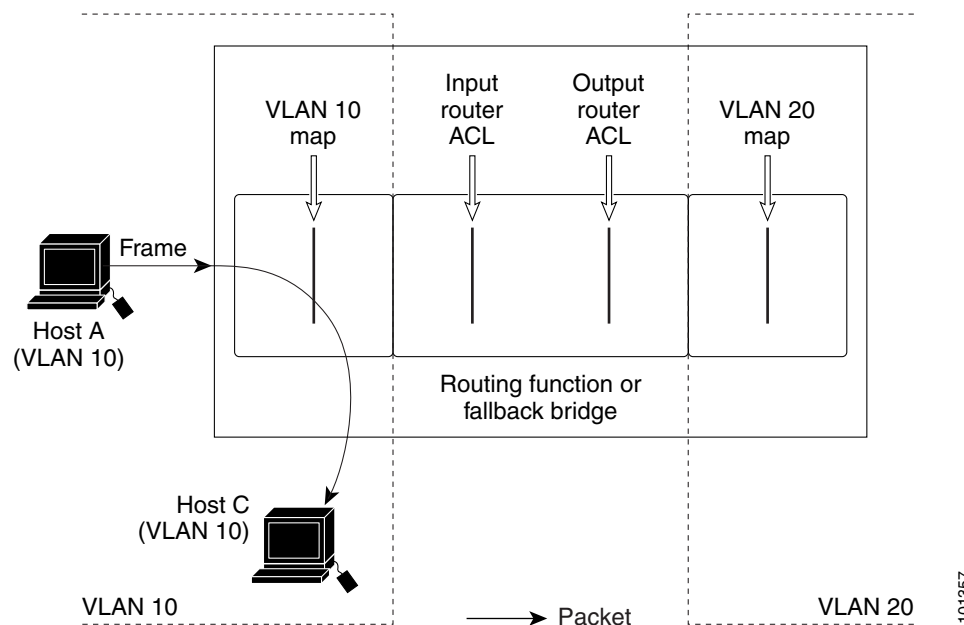 VLAN 10
map
Input
router
ACL
Output
router
ACL
VLAN 20
map
Frame
Host A
(VLAN 10)
Routing function or
fallback bridge
Host C
(VLAN 10)
VLAN 10
Packet
VLAN 20
101357